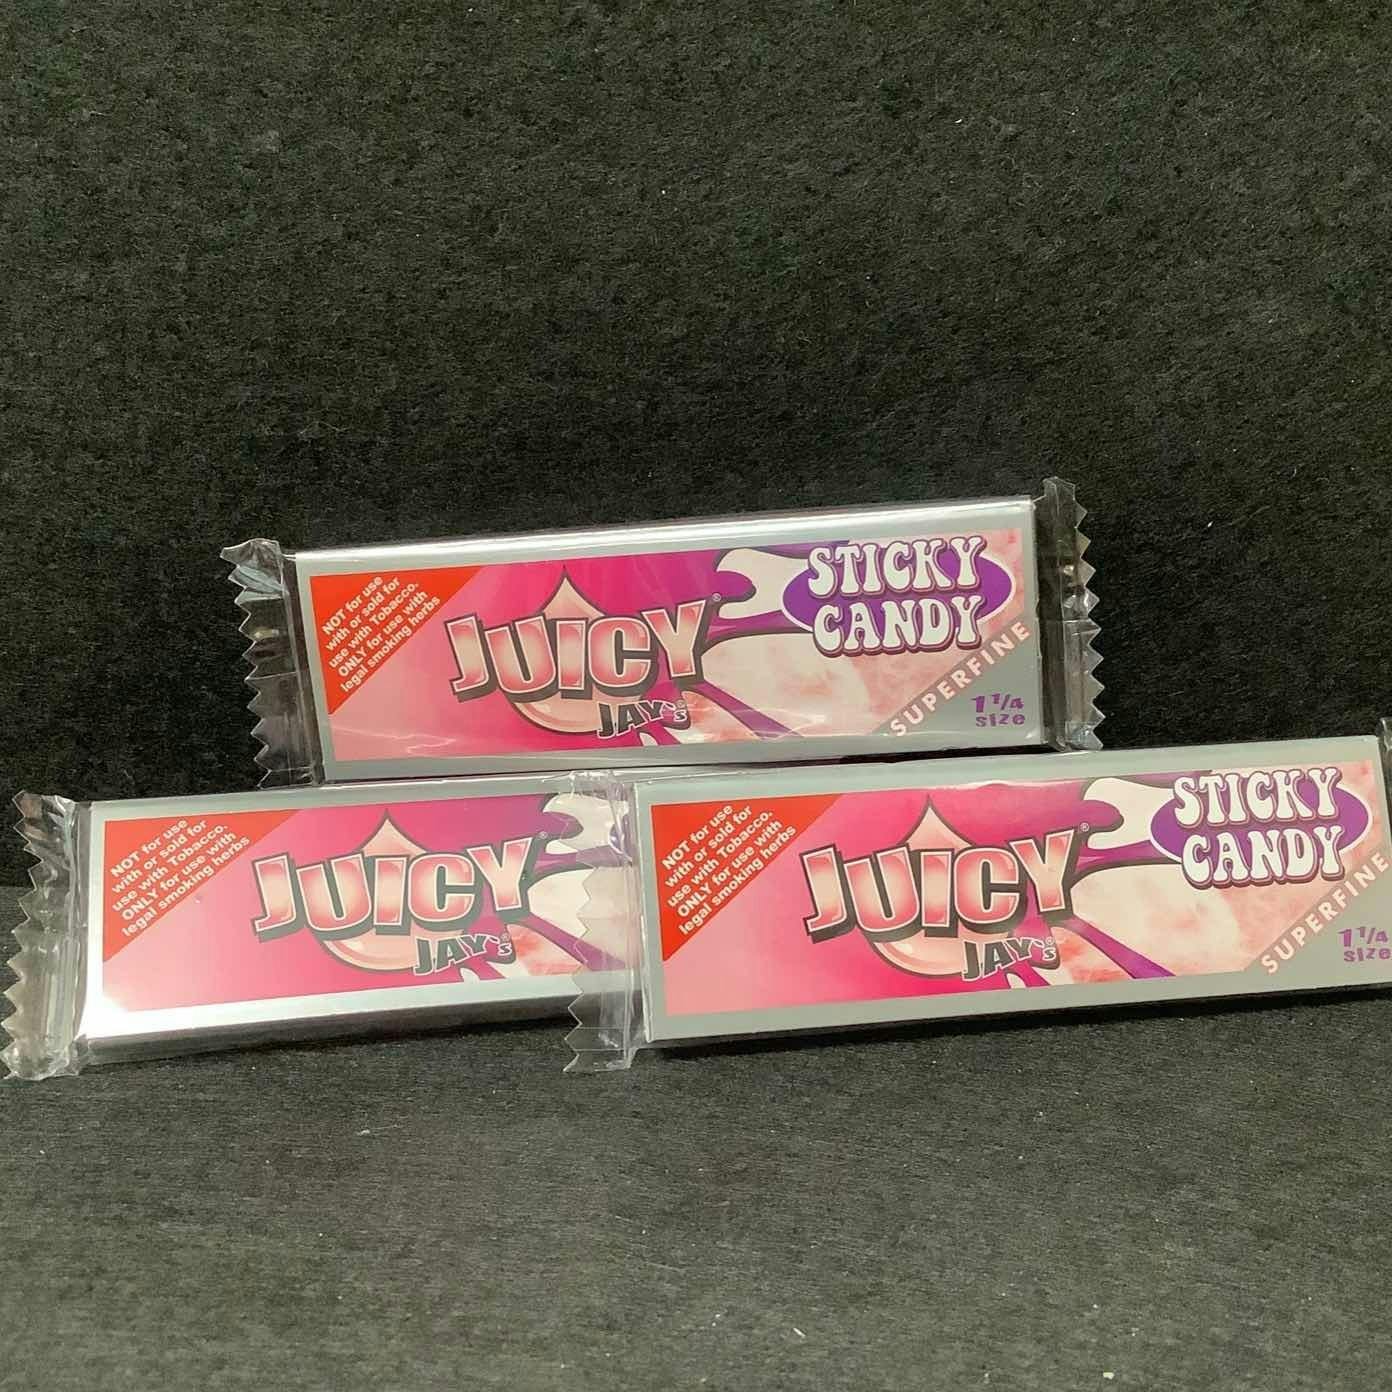 NOT for use
with or sold for
use with Tobacco.
ONLY for use with
legal smoking herbs
JUICY®
JAY's®
STICKY
CANDY
SUPERFINE
1 1/4
size
NOT for use
with or sold for
use with Tobacco.
ONLY for use with
legal smoking herbs
JUICY®
JAY's®
NOT for use
with or sold for
use with Tobacco.
ONLY for use with
legal smoking herbs
JUICY®
JAY's®
STICKY
CANDY
SUPERFINE
1 1/4
size